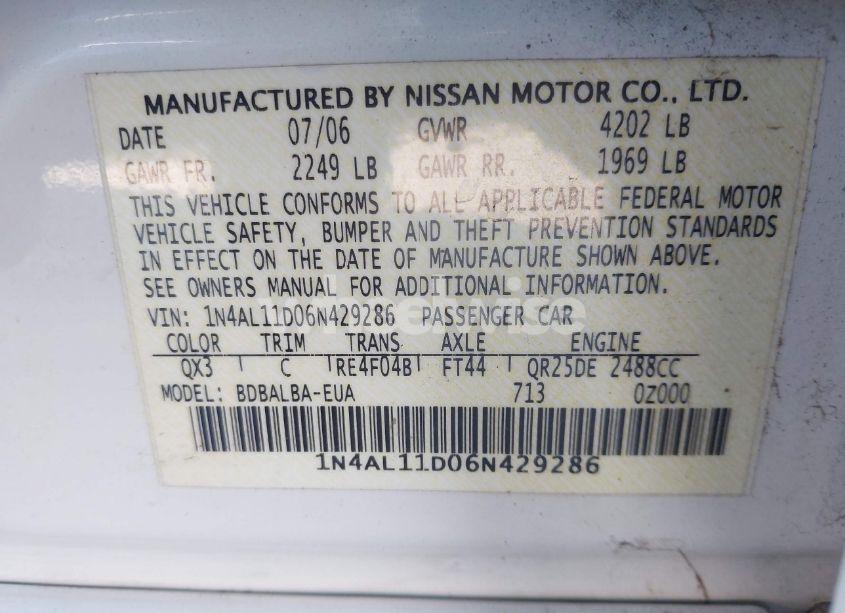 MANUFACTURED BY NISSAN MOTOR CO., LTD.
DATE 07/06 GVWR 4202 LB
GAWR FR. 2249 LB GAWR RR. 1969 LB
THIS VEHICLE CONFORMS TO ALL APPLICABLE FEDERAL MOTOR
VEHICLE SAFETY, BUMPER AND THEFT PREVENTION STANDARDS
IN EFFECT ON THE DATE OF MANUFACTURE SHOWN ABOVE.
SEE OWNERS MANUAL FOR ADDITIONAL INFORMATION.
VIN: 1N4AL11D06N429286 PASSENGER CAR
COLOR TRIM TRANS AXLE ENGINE
QX3 C RE4F04B FT44 QR25DE 2488CC
MODEL: BDBALBA-EUA 713 0Z000
1N4AL11D06N429286